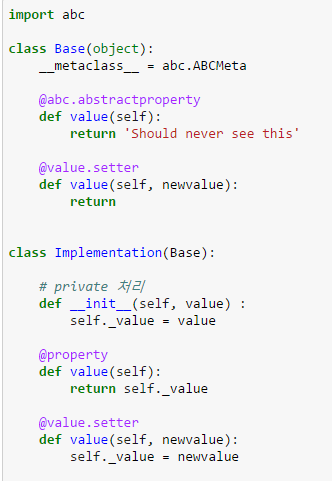 import abc
class Base(object):
    __metaclass__ = abc.ABCMeta
    @abc.abstractproperty
    def value(self):
        return 'Should never see this'
    @value.setter
    def value(self, newvalue):
        return
class Implementation(Base):
    # private 처리
    def __init__(self, value) :
        self._value = value
    @property
    def value(self):
        return self._value
    @value.setter
    def value(self, newvalue):
        self._value = newvalue